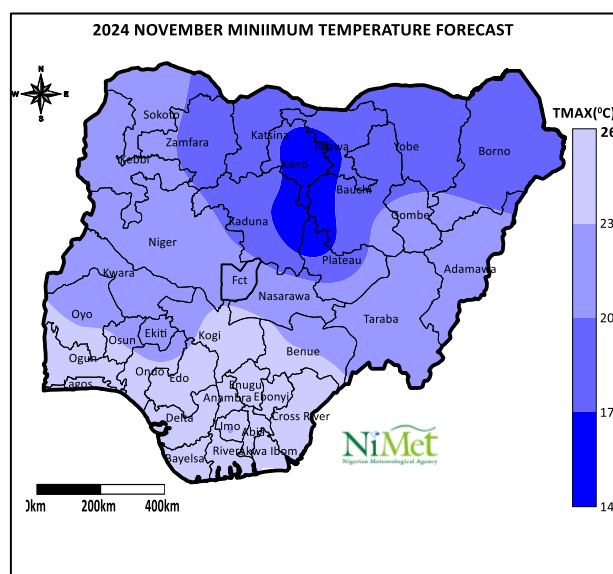 2024 NOVEMBER MINIIMUM TEMPERATURE FORECAST
N
W E
S
TMAX(⁰C)
26
23
20
17
14
Sokoto
Zamfara
Katsina
Kano
Yobe
Borno
Kebbi
Bauchi
Gombe
Kaduna
Niger
Plateau
Adamawa
Fct
Nasarawa
Kwara
Taraba
Oyo
Ekiti
Osun
Kogi
Benue
Ogun
Ondo
Edo
Lagos
Enugu
Anambra
Ebonyi
Delta
Imo
Abia
Cross River
Bayelsa
Rivers
Akwa Ibom
NiMet
Nigerian Meteorological Agency
0km 200km 400km